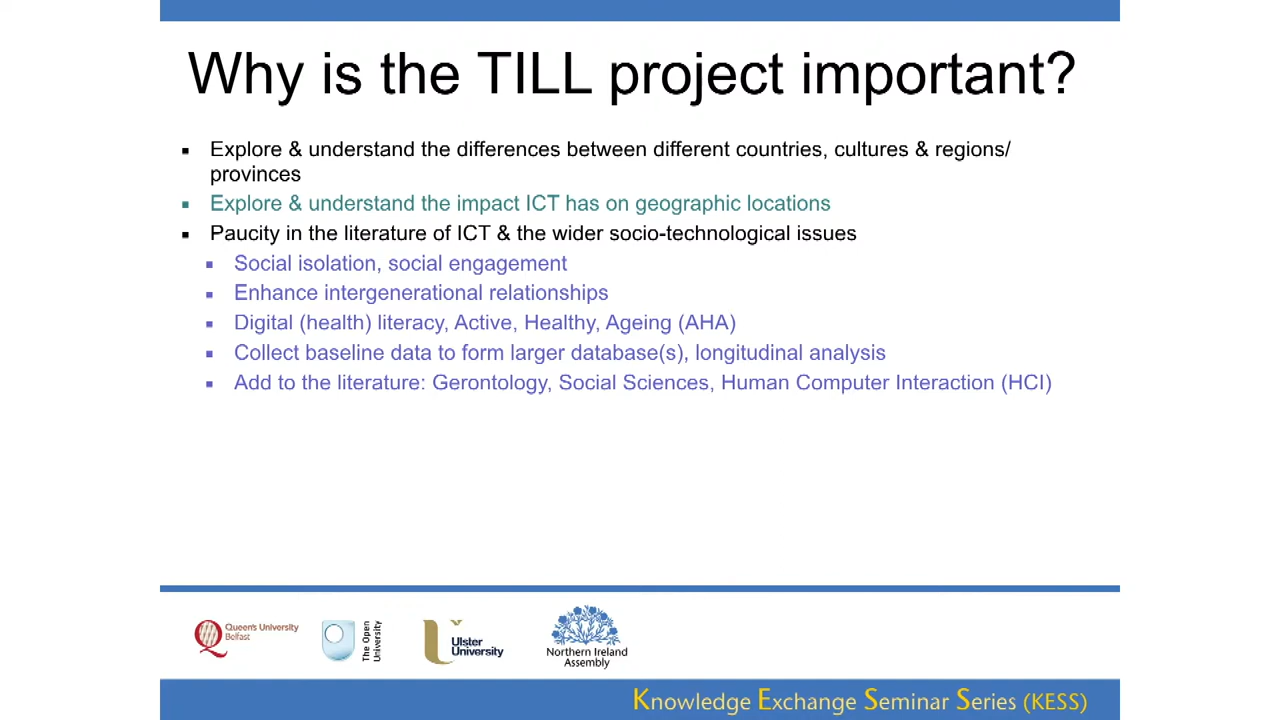 Why is the TILL project important?
Explore & understand the differences between different countries, cultures & regions/
provinces
Explore & understand the impact ICT has on geographic locations
Paucity in the literature of ICT & the wider socio-technological issues
Social isolation, social engagement
Enhance intergenerational relationships
Digital (health) literacy, Active, Healthy, Ageing (AHA)
Collect baseline data to form larger database(s), longitudinal analysis
Add to the literature: Gerontology, Social Sciences, Human Computer Interaction (HCI)
Queen's University
Belfast
The Open
University
Ulster
University
Northern Ireland
Assembly
Knowledge Exchange Seminar Series (KESS)